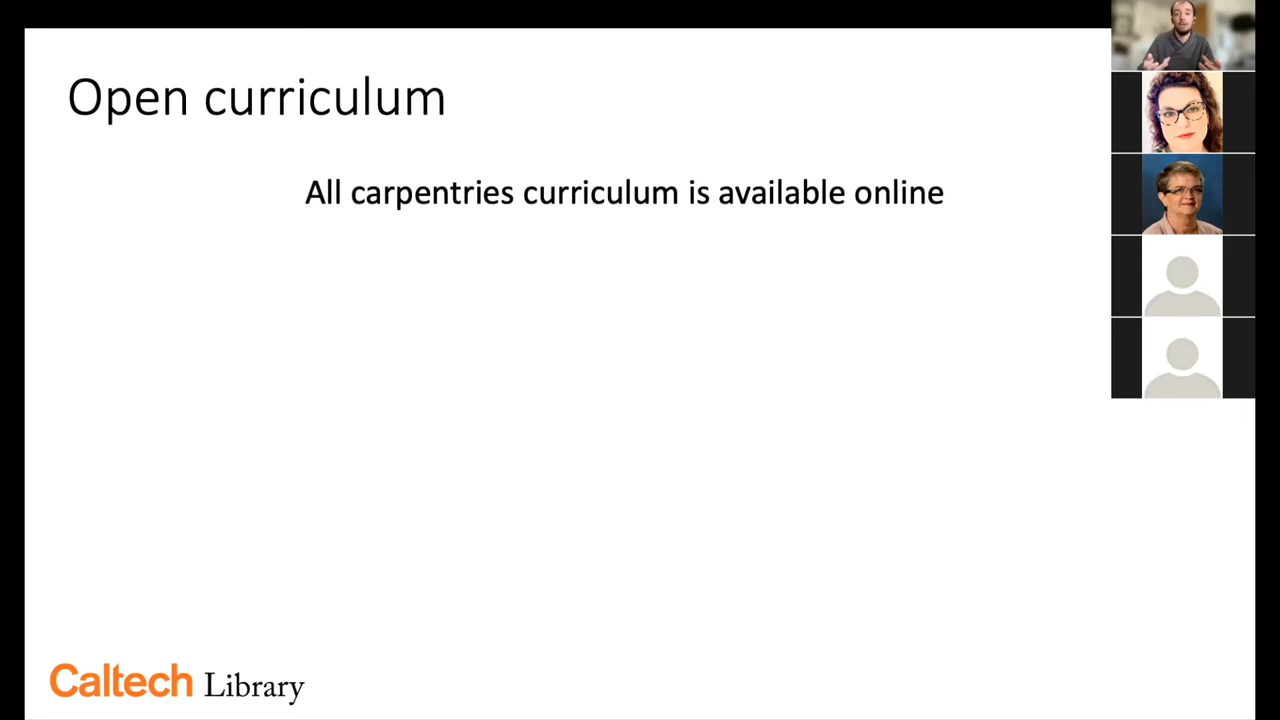 Open curriculum
All carpentries curriculum is available online
Caltech Library